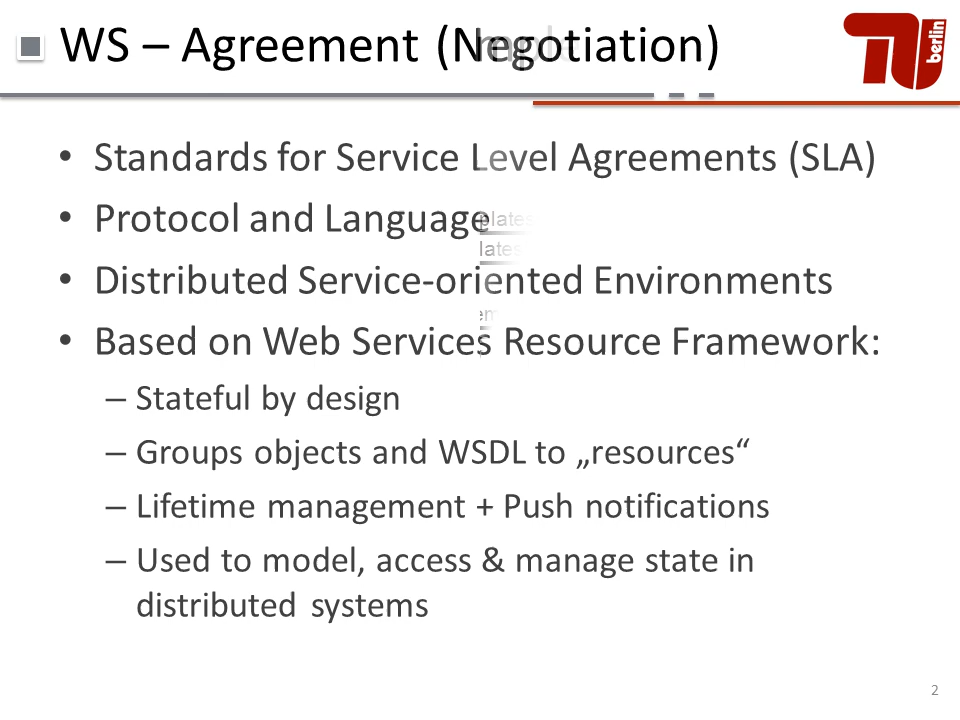 WS – Agreement (Negotiation)
TU berlin
• Standards for Service Level Agreements (SLA)
• Protocol and Language
• Distributed Service-oriented Environments
• Based on Web Services Resource Framework:
– Stateful by design
– Groups objects and WSDL to „resources“
– Lifetime management + Push notifications
– Used to model, access & manage state in
distributed systems
2